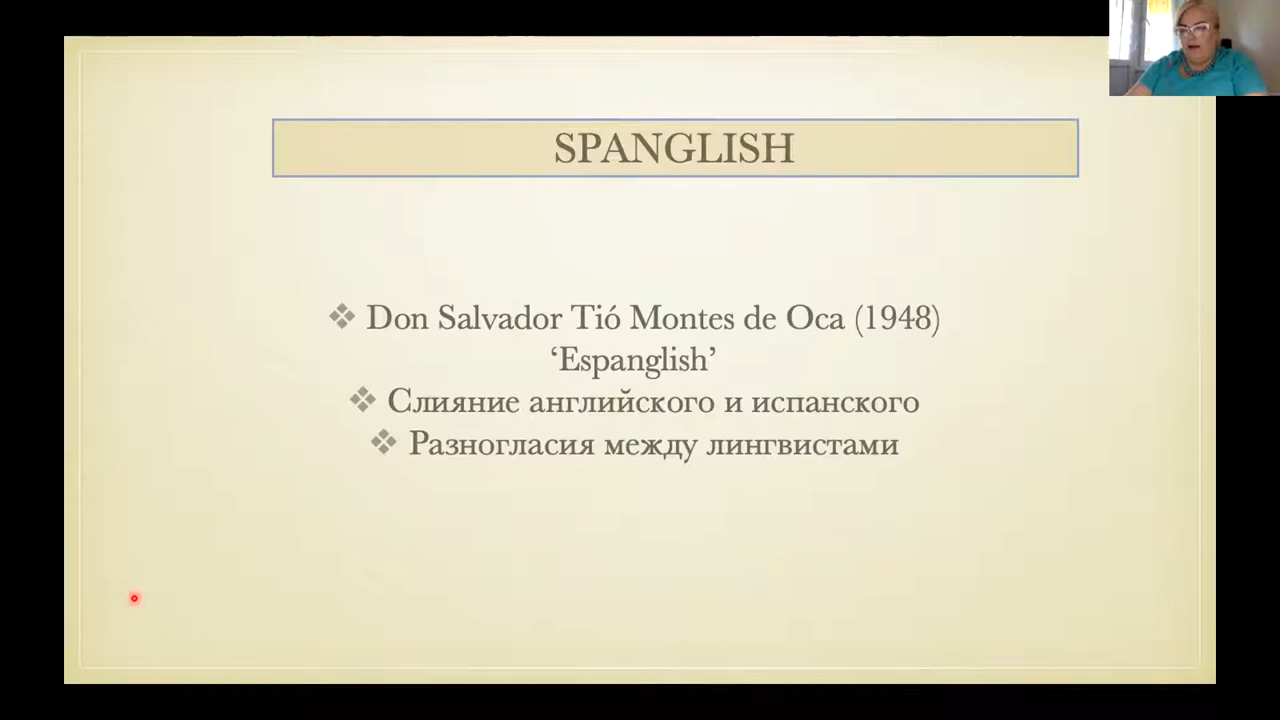 SPANGLISH
❖ Don Salvador Tió Montes de Oca (1948)
‘Espanglish’
❖ Слияние английского и испанского
❖ Разногласия между лингвистами